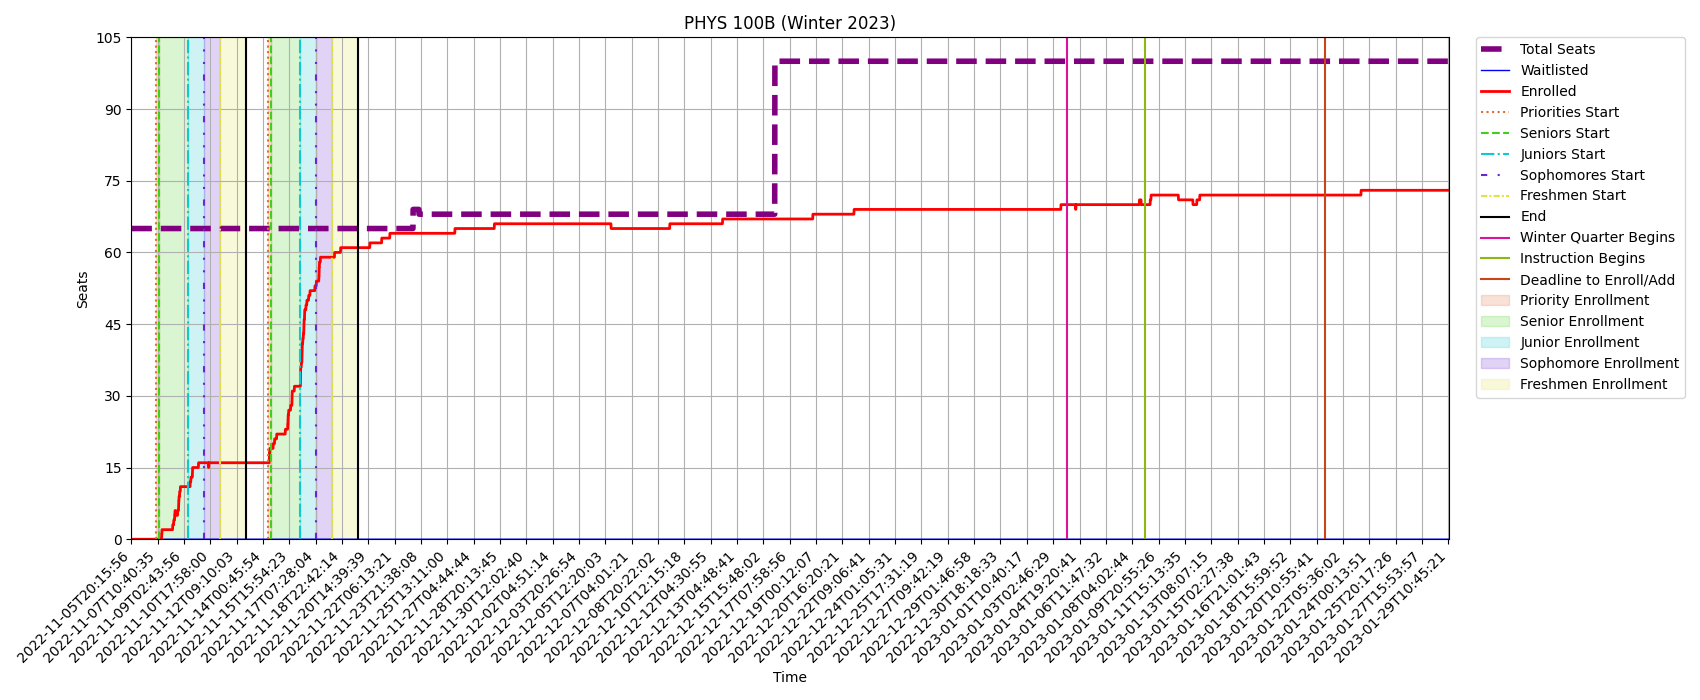 PHYS 100B (Winter 2023)
Seats
105
90
75
60
45
30
15
0
2022-11-05T20:15:56
2022-11-07T10:40:35
2022-11-09T02:43:56
2022-11-10T17:58:00
2022-11-12T09:10:03
2022-11-14T00:45:54
2022-11-15T15:54:23
2022-11-17T07:28:04
2022-11-18T22:42:14
2022-11-20T14:39:39
2022-11-22T06:13:21
2022-11-23T21:38:08
2022-11-25T13:11:00
2022-11-27T04:44:44
2022-11-28T20:13:45
2022-11-30T12:02:40
2022-12-02T04:51:14
2022-12-03T20:26:54
2022-12-05T12:20:03
2022-12-07T04:01:21
2022-12-08T20:22:02
2022-12-10T12:15:18
2022-12-12T04:30:55
2022-12-13T04:48:41
2022-12-15T15:48:02
2022-12-17T07:58:56
2022-12-19T00:12:07
2022-12-20T16:20:21
2022-12-22T09:06:41
2022-12-24T01:05:31
2022-12-25T17:31:19
2022-12-27T09:42:19
2022-12-29T01:46:58
2022-12-30T18:18:33
2023-01-01T10:40:17
2023-01-03T02:46:29
2023-01-04T19:20:41
2023-01-06T11:47:32
2023-01-08T04:02:44
2023-01-09T20:55:26
2023-01-11T15:13:35
2023-01-13T08:07:15
2023-01-15T02:27:38
2023-01-16T21:01:43
2023-01-18T15:59:52
2023-01-20T10:55:41
2023-01-22T05:36:02
2023-01-24T00:13:51
2023-01-25T20:17:26
2023-01-27T15:53:57
2023-01-29T10:45:21
Time
Total Seats
Waitlisted
Enrolled
Priorities Start
Seniors Start
Juniors Start
Sophomores Start
Freshmen Start
End
Winter Quarter Begins
Instruction Begins
Deadline to Enroll/Add
Priority Enrollment
Senior Enrollment
Junior Enrollment
Sophomore Enrollment
Freshmen Enrollment